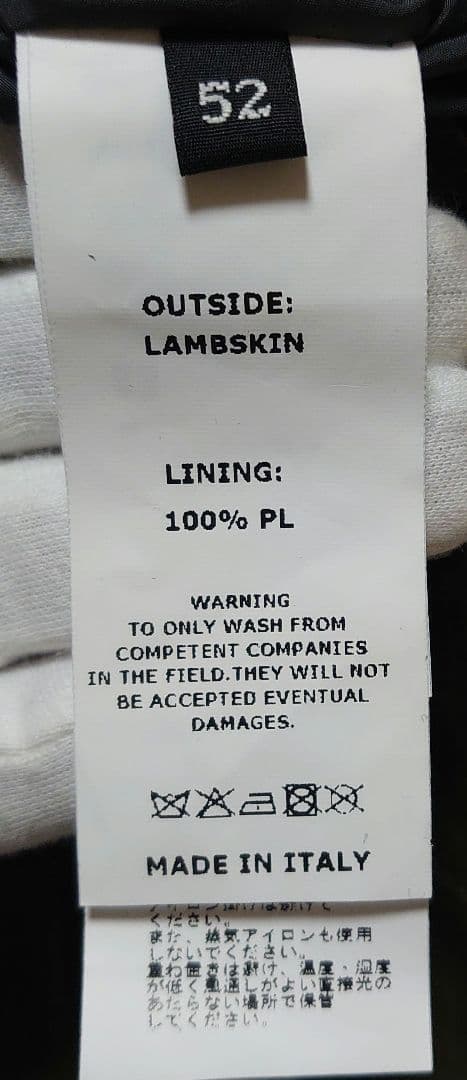 52
OUTSIDE:
LAMBSKIN
LINING:
100% PL
WARNING
TO ONLY WASH FROM
COMPETENT COMPANIES
IN THE FIELD.THEY WILL NOT
BE ACCEPTED EVENTUAL
DAMAGES.
MADE IN ITALY
ください。
また、蒸気アイロンも使用
しないでください。
重ね置きは避け、温度・湿度
が低く風通しがよい直接光の
あたらない場所で保管
してください。